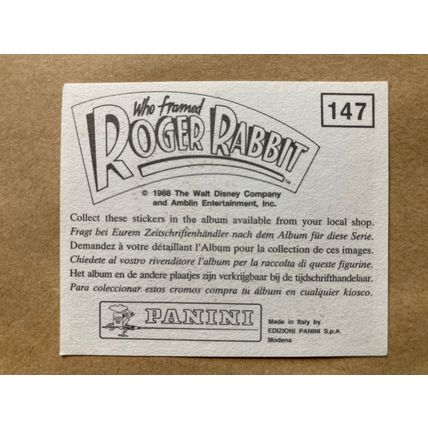 Who framed
147
ROGER RABBIT™
© 1988 The Walt Disney Company
and Amblin Entertainment, Inc.
Collect these stickers in the album available from your local shop.
Fragt bei Eurem Zeitschriftenhändler nach dem Album für diese Serie.
Demandez à votre détaillant l'Album pour la collection de ces images.
Chiedete al vostro rivenditore l'album per la raccolta di queste figurine.
Het album en de andere plaatjes zijn verkrijgbaar bij de tijdschrifthandelaar.
Para coleccionar estos cromos compra tu álbum en cualquier kiosco.
PANINI
Made in Italy by
EDIZIONI PANINI S.p.A.
Modena